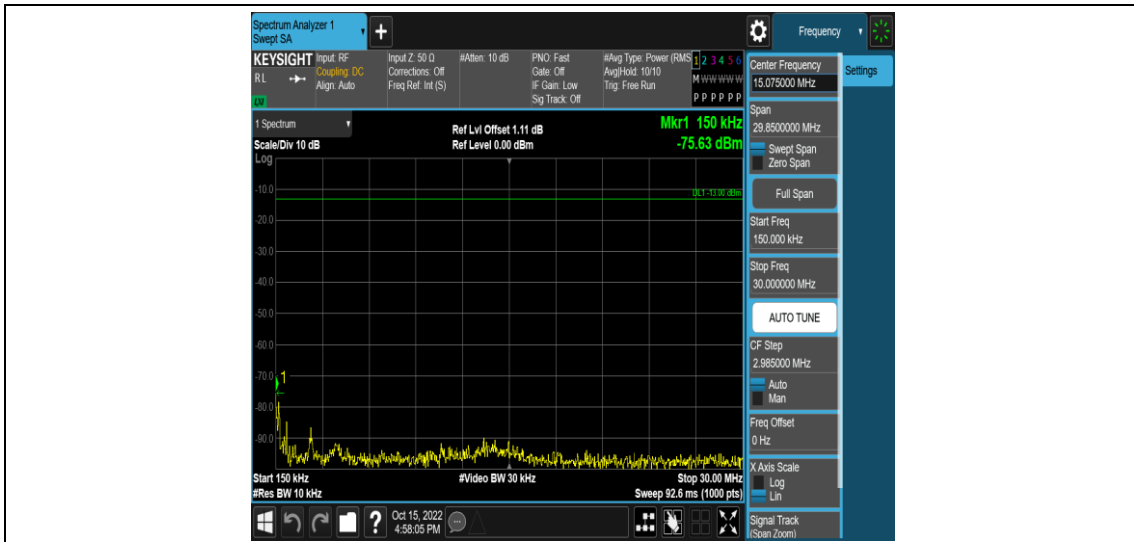 Spectrum Analyzer 1
Swept SA
+
Frequency
KEYSIGHT
RL
Input: RF
Coupling: DC
Align: Auto
Input Z: 50 Ω
Corrections: Off
Freq Ref: Int (S)
#Atten: 10 dB
PNO: Fast
Gate: Off
IF Gain: Low
Sig Track: Off
#Avg Type: Power (RMS
Avg|Hold: 10/10
Trig: Free Run
1 2 3 4 5 6
M W W W W W
P P P P P P
1 Spectrum
Scale/Div 10 dB
Log
Ref Lvl Offset 1.11 dB
Ref Level 0.00 dBm
Mkr1 150 kHz
-75.63 dBm
DL1 -13.00 dBm
-10.0
-20.0
-30.0
-40.0
-50.0
-60.0
-70.0
1
-80.0
-90.0
Start 150 kHz
#Video BW 30 kHz
Stop 30.00 MHz
#Res BW 10 kHz
Sweep 92.6 ms (1000 pts)
?
Oct 15, 2022
4:58:05 PM
Center Frequency
15.075000 MHz
Settings
Span
29.8500000 MHz
Swept Span
Zero Span
Full Span
Start Freq
150.000 kHz
Stop Freq
30.000000 MHz
AUTO TUNE
CF Step
2.985000 MHz
Auto
Man
Freq Offset
0 Hz
X Axis Scale
Log
Lin
Signal Track
(Span Zoom)